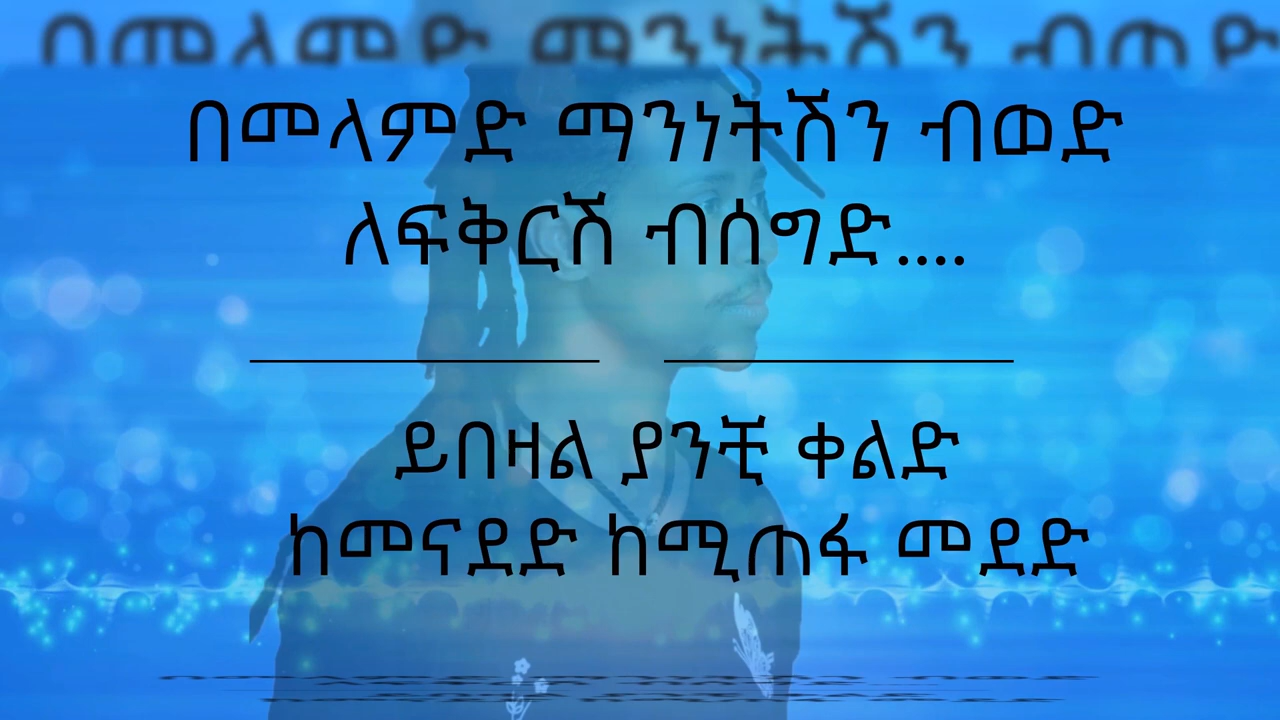 በመላምድ ማንነትሽን ብወድ
ለፍቅርሽ ብሰግድ....
ይበዛል ያንቺ ቀልድ
ከመናደድ ከሚጠፋ መደድ